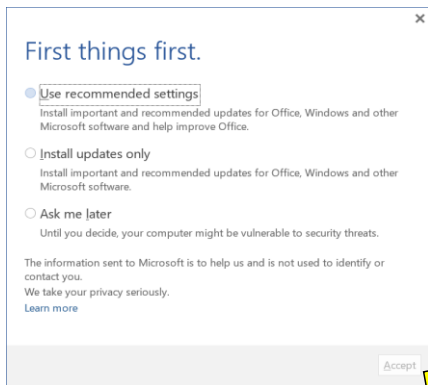 First things first.
Use recommended settings
Install important and recommended updates for Office, Windows and other
Microsoft software and help improve Office.
Install updates only
Install important and recommended updates for Office, Windows and other
Microsoft software.
Ask me later
Until you decide, your computer might be vulnerable to security threats.
The information sent to Microsoft is to help us and is not used to identify or
contact you.
We take your privacy seriously.
Learn more
Accept